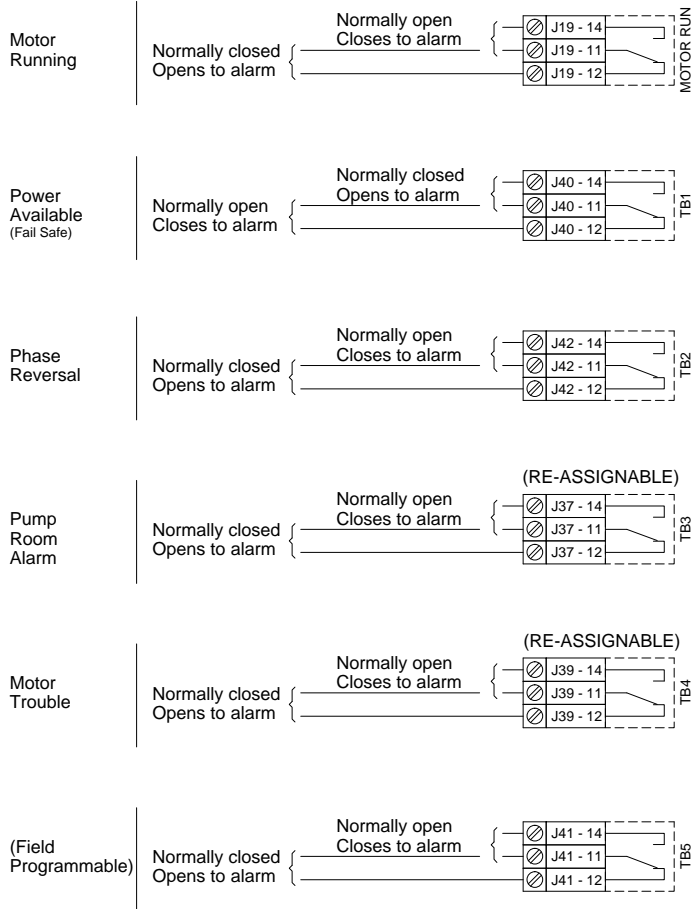 Motor
Running
Normally closed
Opens to alarm
Normally open
Closes to alarm
J19 - 14
J19 - 11
J19 - 12
MOTOR RUN
Power
Available
(Fail Safe)
Normally open
Closes to alarm
Normally closed
Opens to alarm
J40 - 14
J40 - 11
J40 - 12
TB1
Phase
Reversal
Normally closed
Opens to alarm
Normally open
Closes to alarm
J42 - 14
J42 - 11
J42 - 12
TB2
Pump
Room
Alarm
Normally closed
Opens to alarm
Normally open
Closes to alarm
(RE-ASSIGNABLE)
J37 - 14
J37 - 11
J37 - 12
TB3
Motor
Trouble
Normally closed
Opens to alarm
Normally open
Closes to alarm
(RE-ASSIGNABLE)
J39 - 14
J39 - 11
J39 - 12
TB4
(Field
Programmable)
Normally closed
Opens to alarm
Normally open
Closes to alarm
J41 - 14
J41 - 11
J41 - 12
TB5